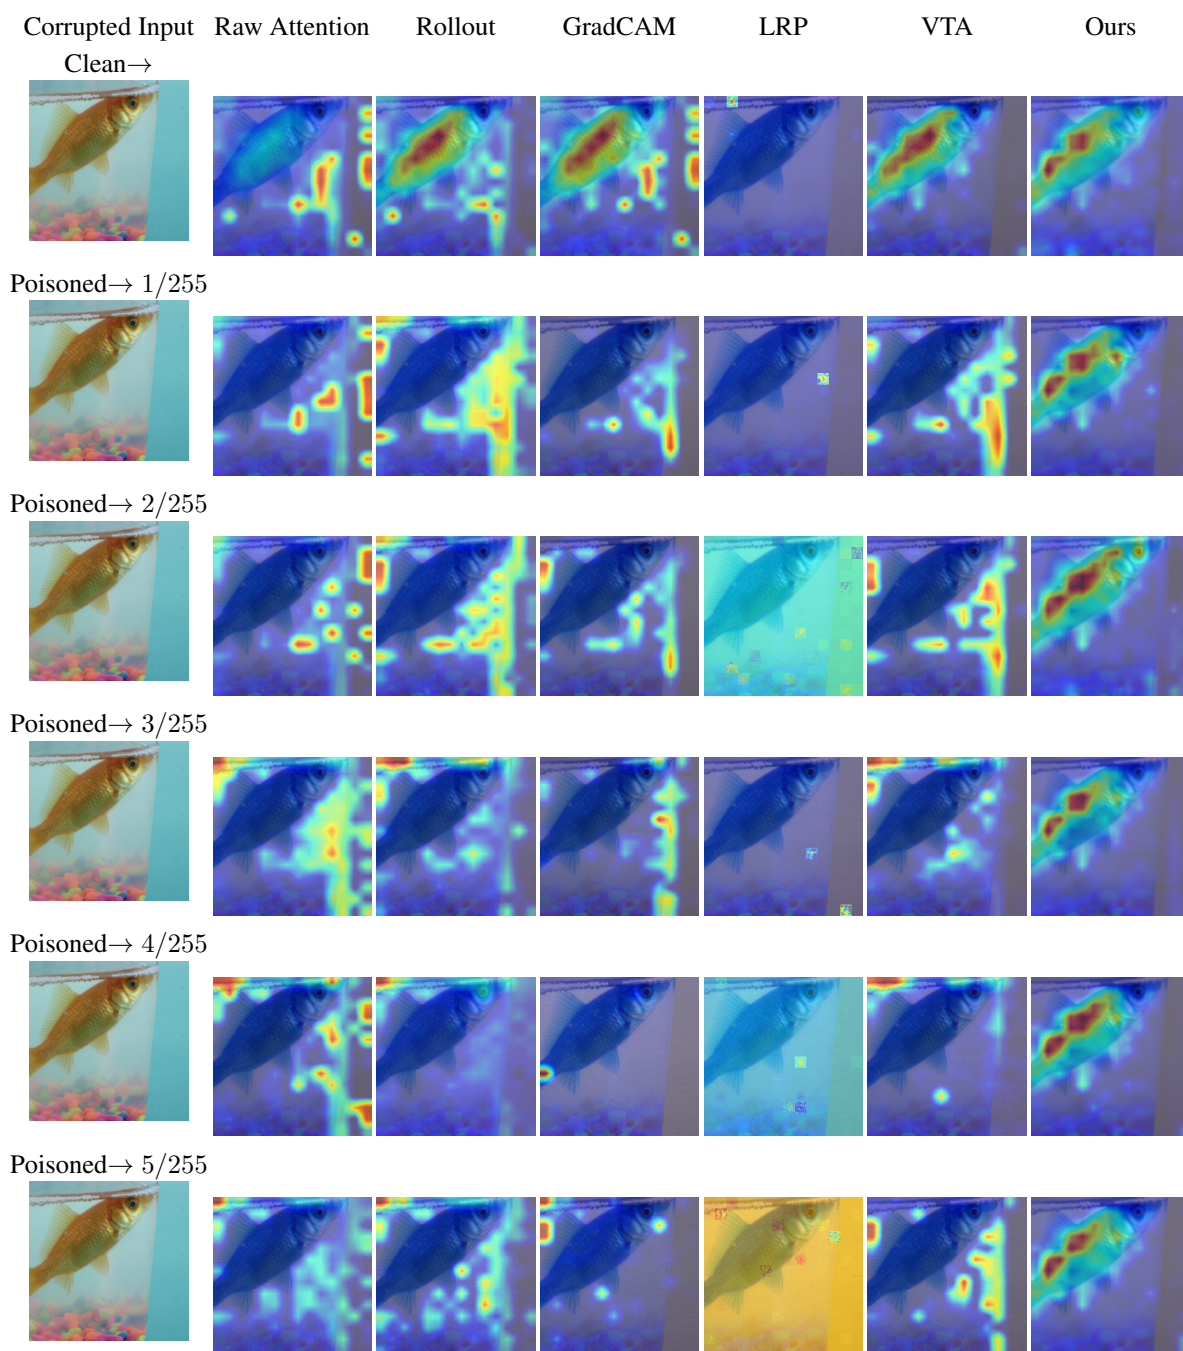 Corrupted Input Raw Attention Rollout GradCAM LRP VTA Ours
Clean→
Poisoned→ 1/255
Poisoned→ 2/255
Poisoned→ 3/255
Poisoned→ 4/255
Poisoned→ 5/255